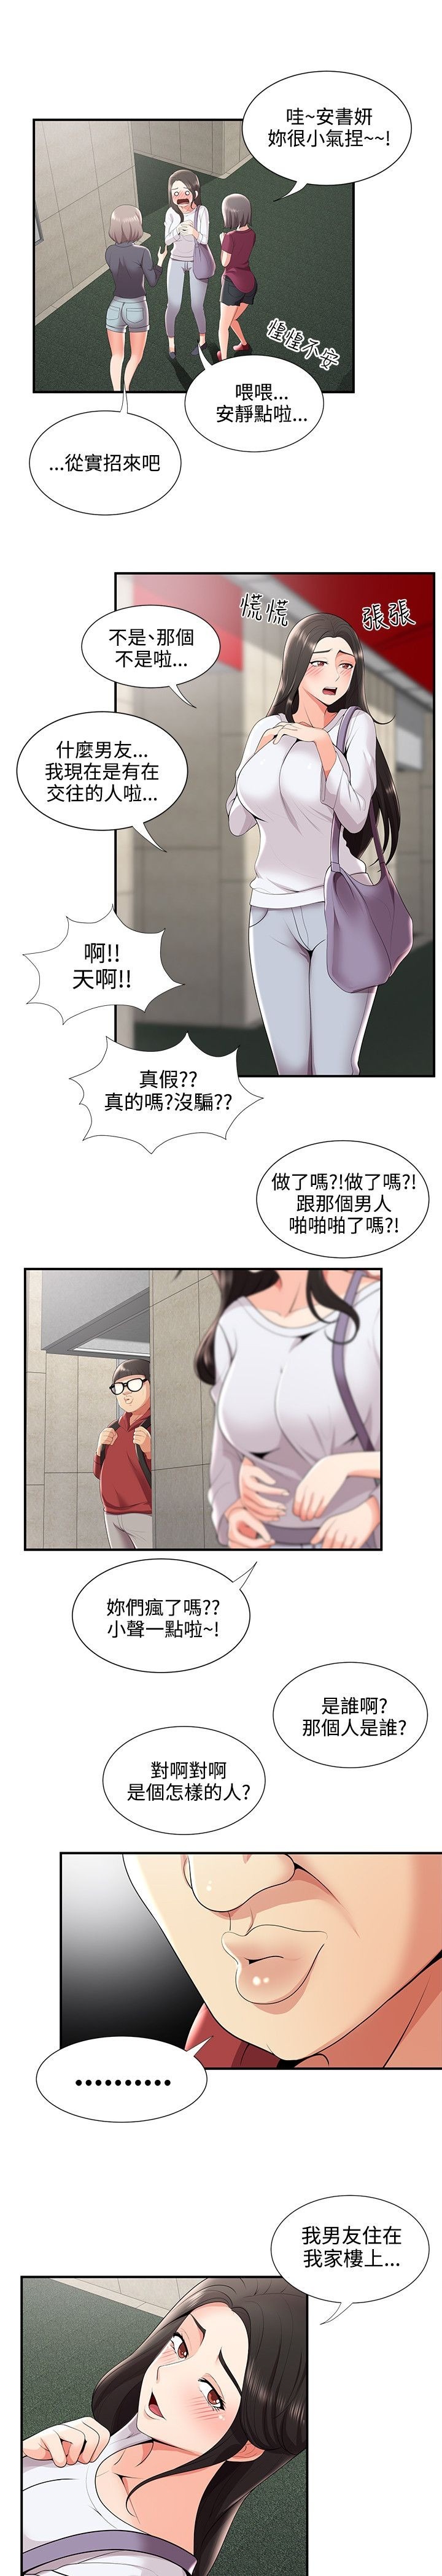 哇~安書妍
妳很小氣捏~~!
惶惶不安
喂喂...
安靜點啦...
...從實招來吧
慌慌
張張
不是、那個
不是啦...
什麼男友...
我現在是有在
交往的人啦...
啊!!
天啊!!
真假??
真的嗎?沒騙??
做了嗎?!做了嗎?!
跟那個男人
啪啪啪了嗎?!
妳們瘋了嗎??
小聲一點啦~!
是誰啊?
那個人是誰?
對啊對啊
是個怎樣的人?
••••••••••
我男友住在
我家樓上...